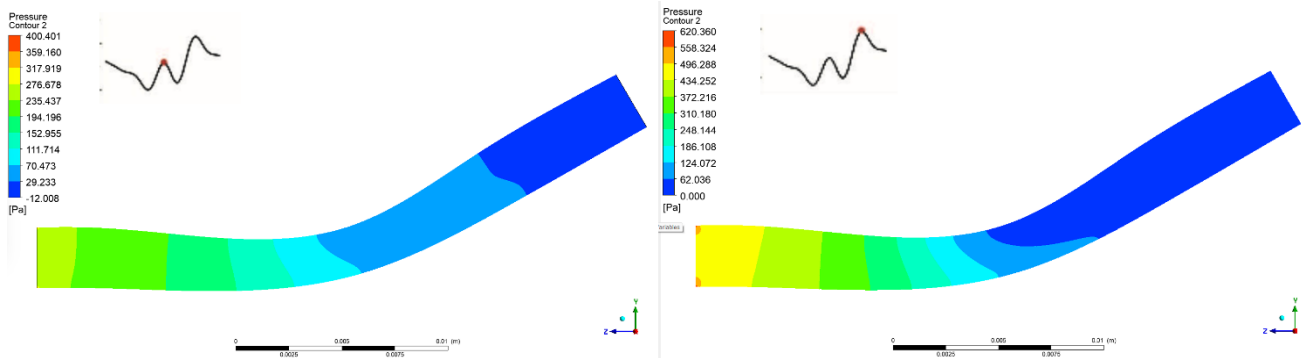 Pressure
Contour 2
400.401
359.160
317.919
276.678
235.437
194.196
152.955
111.714
70.473
29.233
-12.008
[Pa]
0 0.005 0.01 (m)
0.0025 0.0075
Y
Z
Pressure
Contour 2
620.360
558.324
496.288
434.252
372.216
310.180
248.144
186.108
124.072
62.036
0.000
[Pa]
0 0.005 0.01 (m)
0.0025 0.0075
Y
Z